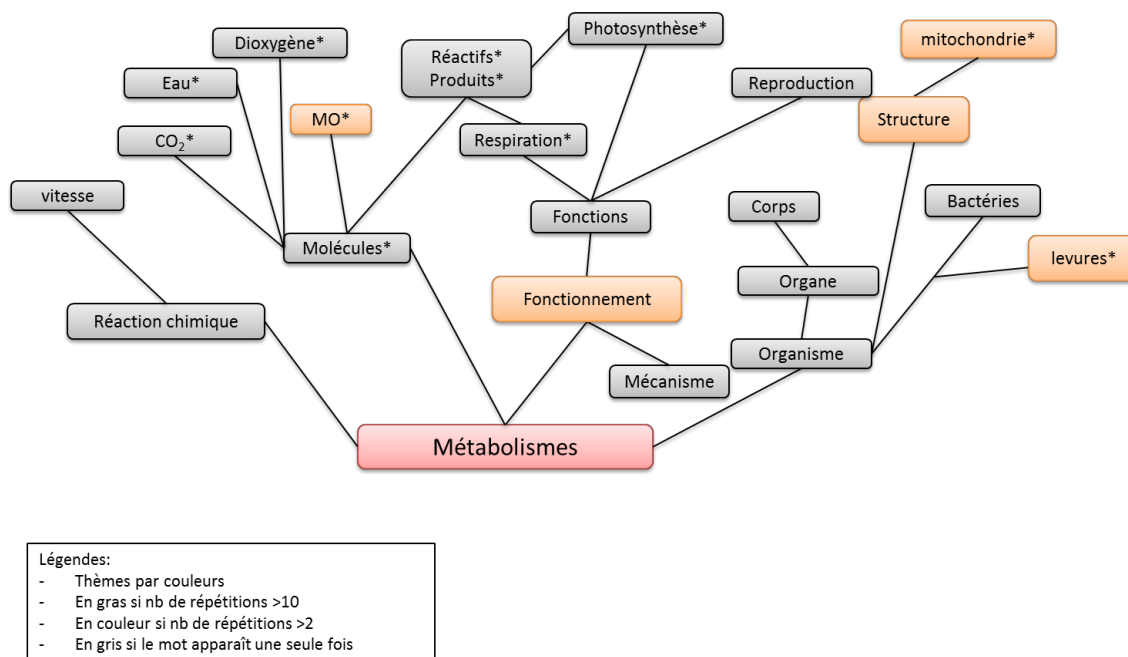 Dioxygène*
Réactifs*
Produits*
Photosynthèse*
mitochondrie*
Eau*
MO*
Reproduction
Structure
CO₂*
Respiration*
vitesse
Fonctions
Corps
Bactéries
Molécules*
levures*
Organe
Fonctionnement
Réaction chimique
Organisme
Mécanisme
Métabolismes
Légendes:
- Thèmes par couleurs
- En gras si nb de répétitions >10
- En couleur si nb de répétitions >2
- En gris si le mot apparaît une seule fois